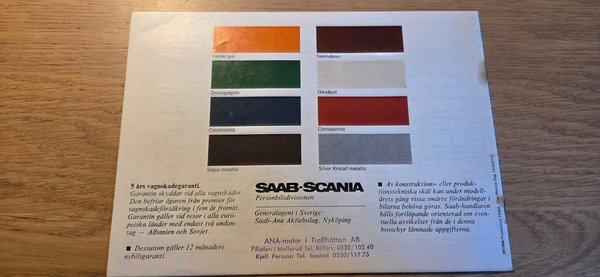 Indiskt gul
Siennabrun
Smaragdgrön
Orkidévit
Carolinerblå
Cinnoberröd
Sepia metallic
Silver Kristall metallic
5 års vagnskadegaranti.
Garantin skyddar vid alla vagnskador.
Den befriar ägaren från premier för
vagnskadeförsäkring i fem år framåt.
Garantin gäller vid resor i alla euro-
peiska länder med endast två undan-
tag — Albanien och Sovjet.
■ Dessutom gäller 12 månaders
nybilsgaranti.
SAAB-SCANIA
Personbilsdivisionen
Generalagent i Sverige:
Saab-Ana Aktiebolag, Nyköping
ANA-motor i Trollhättan AB
Filialen i Mellerud Tel. Bilförs. 0530/102 40
Kjell Persson Tel. bostad 0530/117 75
■ Av konstruktions- eller produk-
tionstekniska skäl kan under modell-
årets gång vissa smärre förändringar i
bilarna behöva göras. Saab-handlaren
hålls fortlöpande orienterad om even-
tuella avvikelser från de i denna
broschyr lämnade uppgifterna.